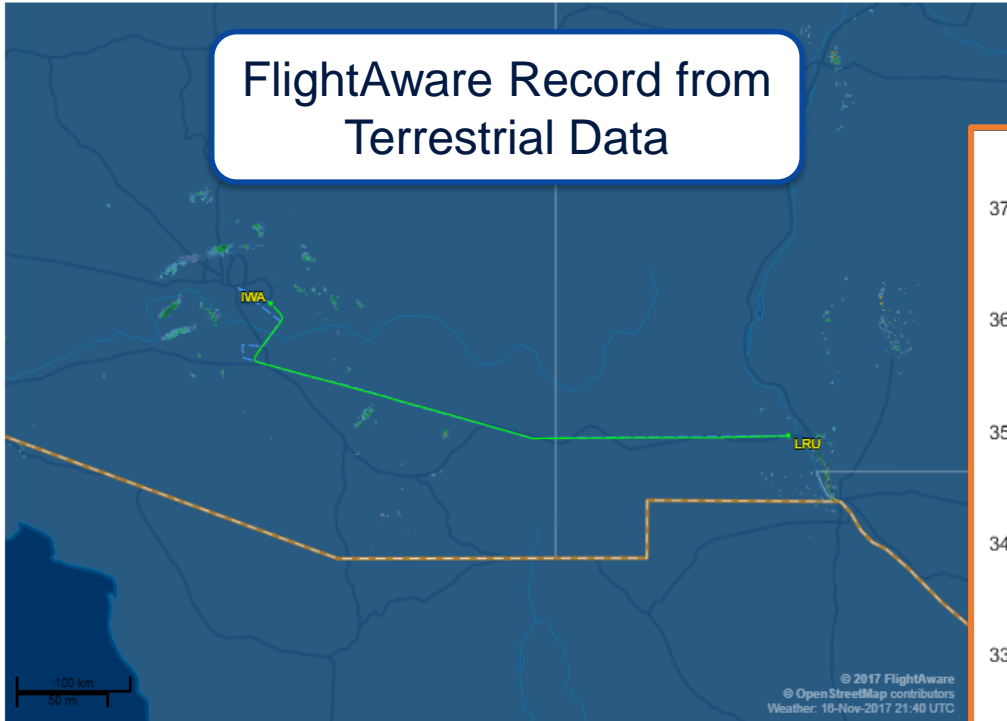 FlightAware Record from
Terrestrial Data
37
IWA
36
35
LRU
34
33
100 km
50 mi
© 2017 FlightAware
© OpenStreetMap contributors
Weather: 16-Nov-2017 21:40 UTC